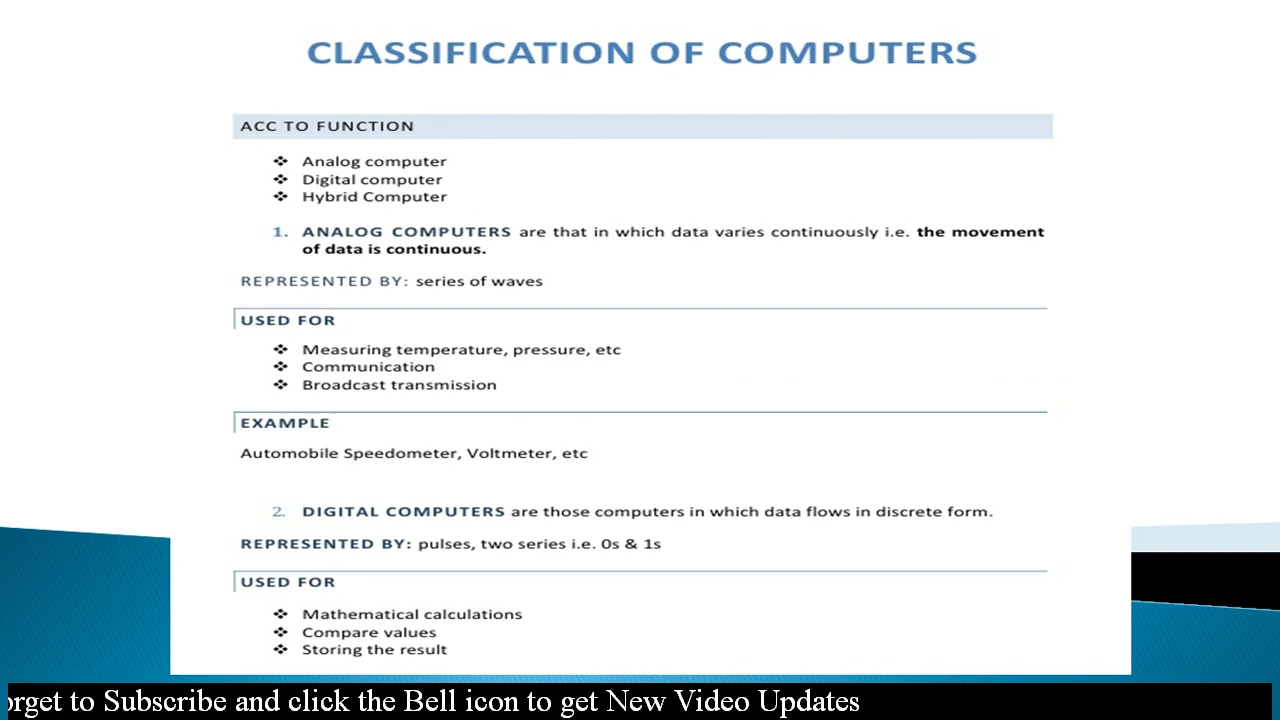 CLASSIFICATION OF COMPUTERS
ACC TO FUNCTION
❖ Analog computer
❖ Digital computer
❖ Hybrid Computer
1. ANALOG COMPUTERS are that in which data varies continuously i.e. the movement
of data is continuous.
REPRESENTED BY: series of waves
USED FOR
❖ Measuring temperature, pressure, etc
❖ Communication
❖ Broadcast transmission
EXAMPLE
Automobile Speedometer, Voltmeter, etc
2. DIGITAL COMPUTERS are those computers in which data flows in discrete form.
REPRESENTED BY: pulses, two series i.e. 0s & 1s
USED FOR
❖ Mathematical calculations
❖ Compare values
❖ Storing the result
orget to Subscribe and click the Bell icon to get New Video Updates